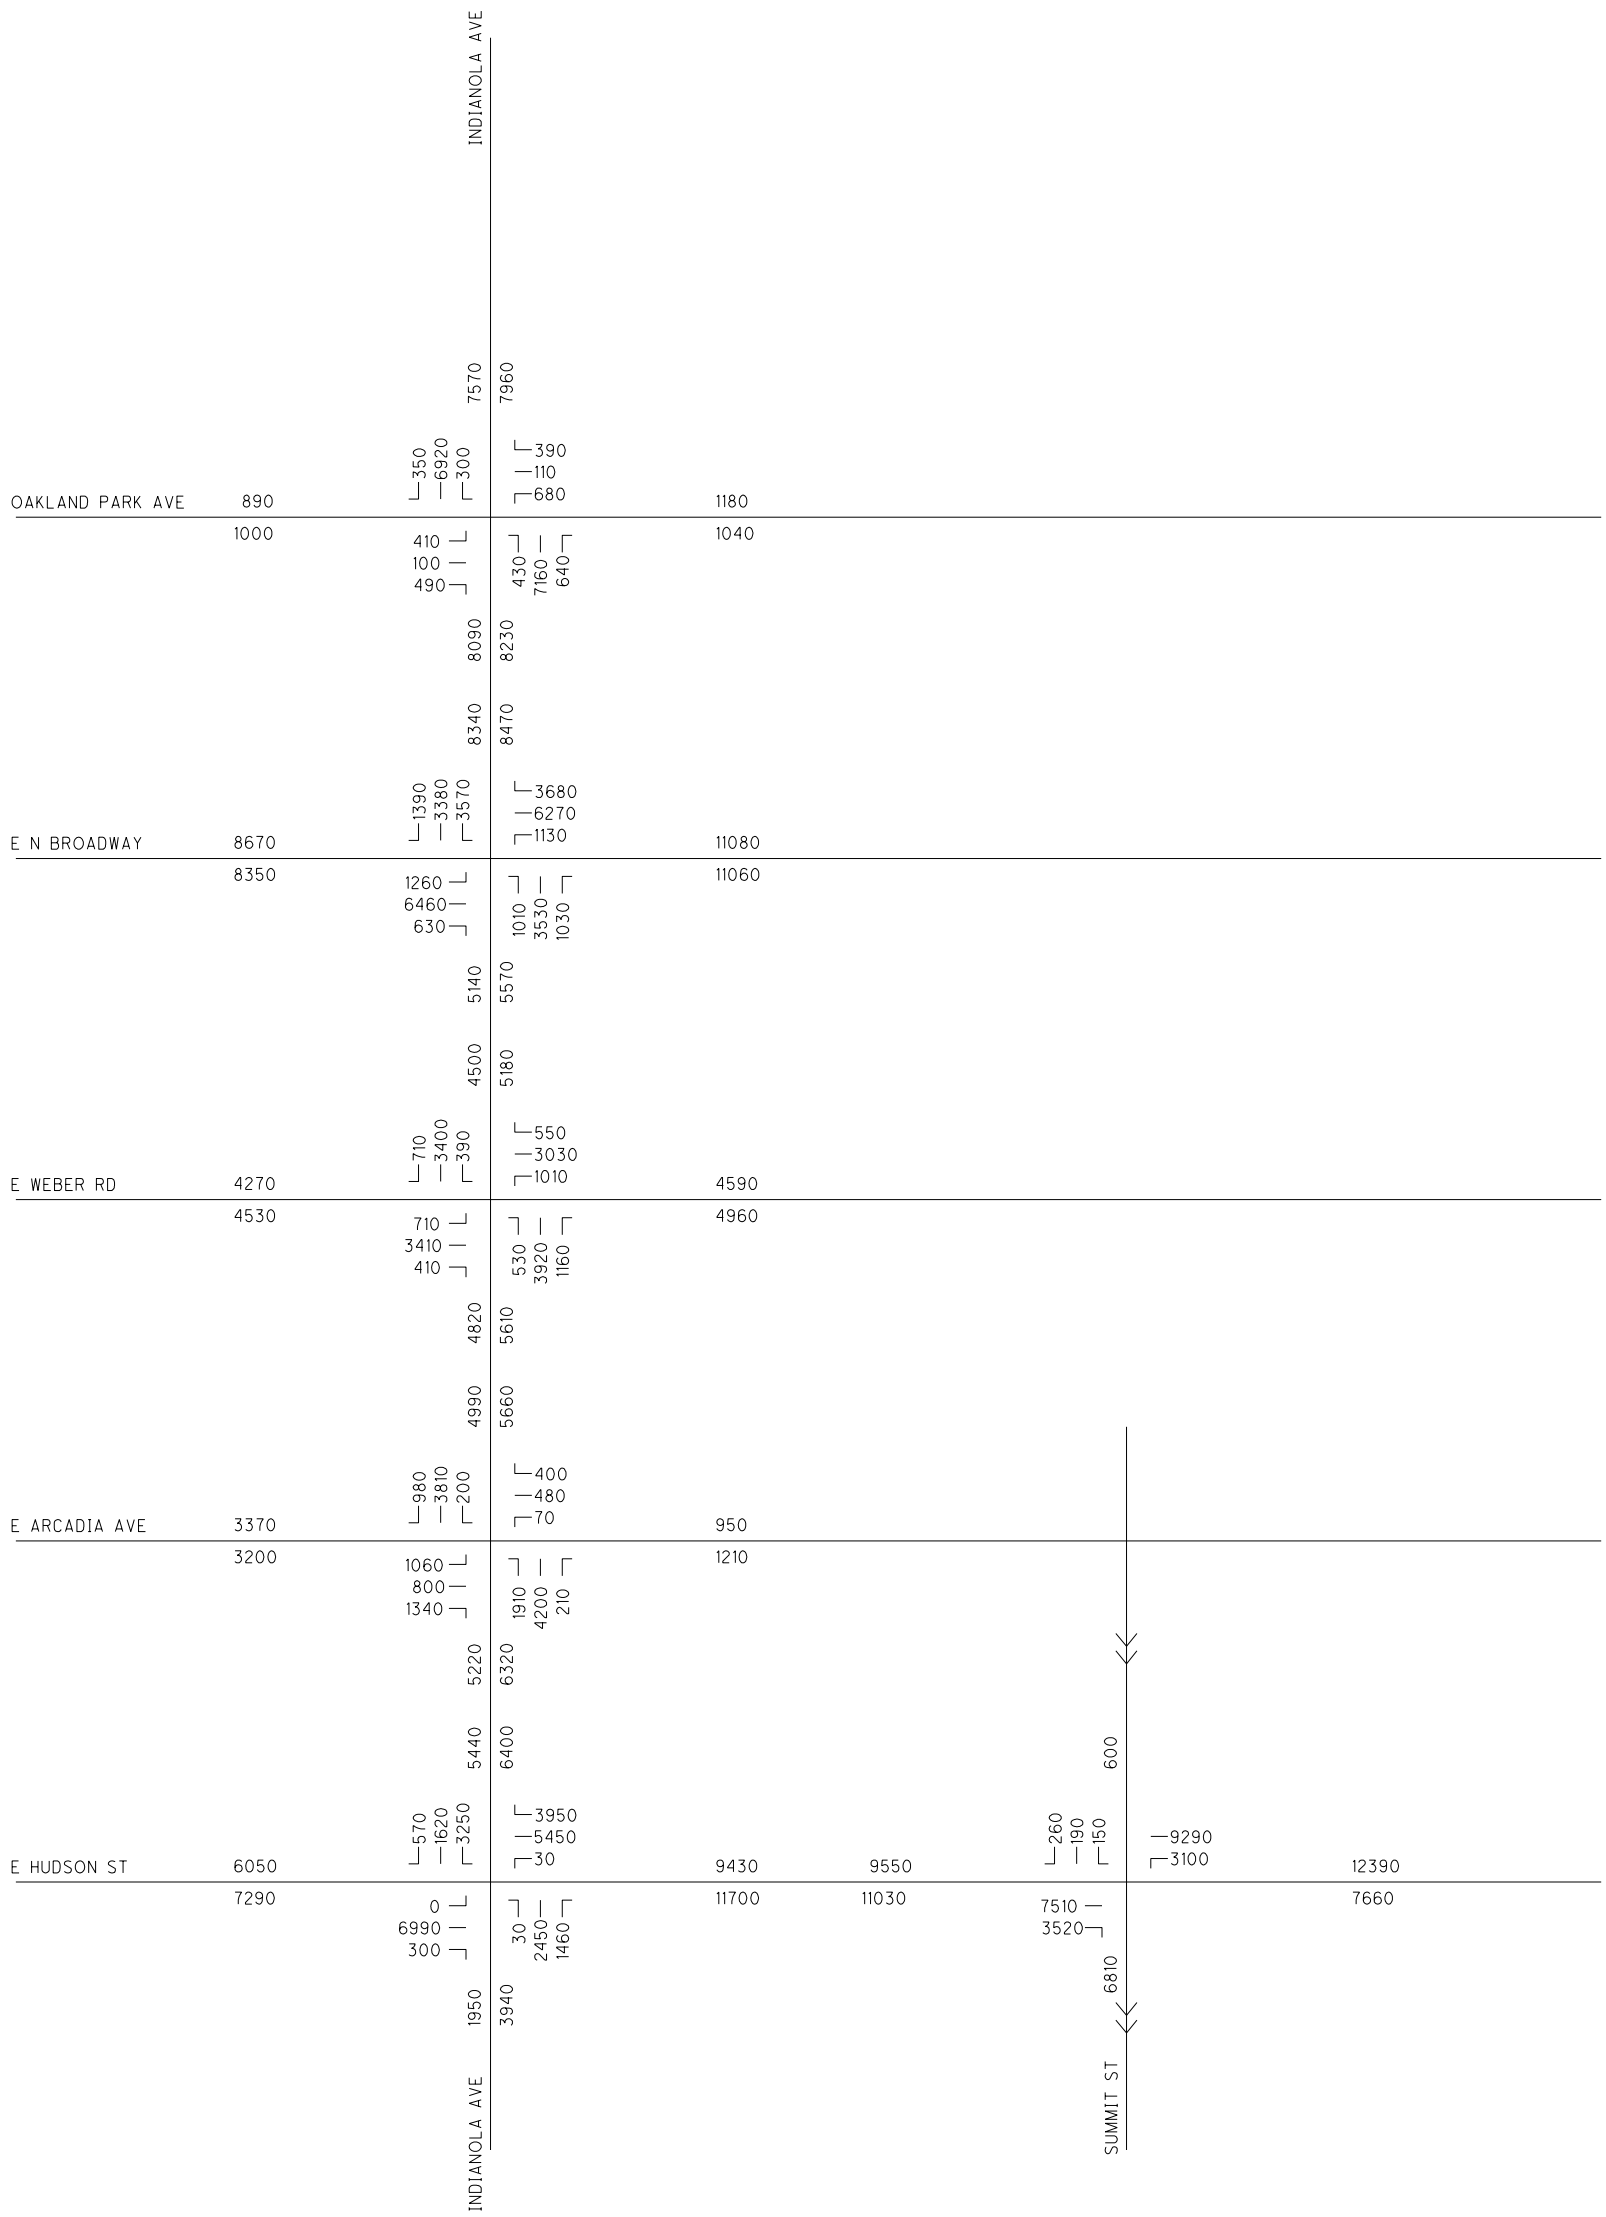 INDIANOLA AVE
7570 7960
350 6920 300
390
110
680
OAKLAND PARK AVE 890 1180
1000 1040
410
100
490
430 7160 640
8090 8230
8340 8470
1390 3380 3570
3680
6270
1130
E N BROADWAY 8670 11080
8350 11060
1260
6460
630
1010 3530 1030
5140 5570
4500 5180
710 3400 390
550
3030
1010
E WEBER RD 4270 4590
4530 4960
710
3410
410
530 3920 1160
4820 5610
4990 5660
980 3810 200
400
480
70
E ARCADIA AVE 3370 950
3200 1210
1060
800
1340
1910 4200 210
5220 6320
5440 6400 600
570 1620 3250
3950
5450
30
260 190 150
9290
3100
E HUDSON ST 6050 9430 9550 12390
7290 11700 11030 7660
0
6990
300
30 2450 1460
7510
3520
1950 3940 6810
INDIANOLA AVE
SUMMIT ST